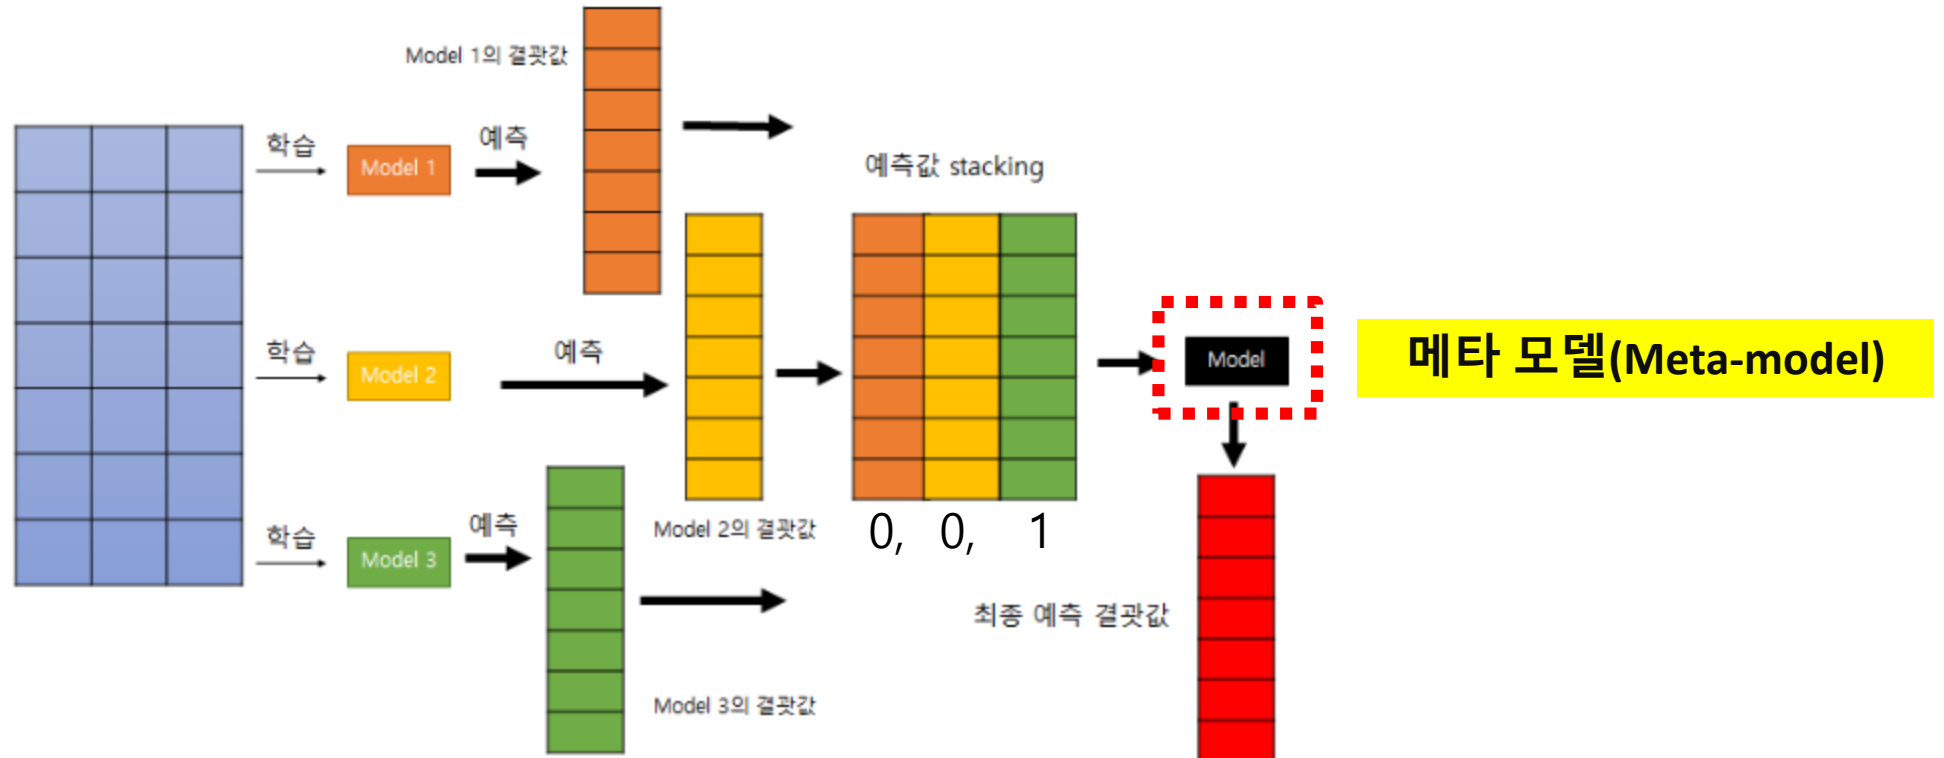 Model 1의 결괏값
학습
Model 1
예측
예측값 stacking
학습
Model 2
예측
Model
메타 모델(Meta-model)
학습
Model 3
예측
Model 2의 결괏값
0, 0, 1
최종 예측 결괏값
Model 3의 결괏값